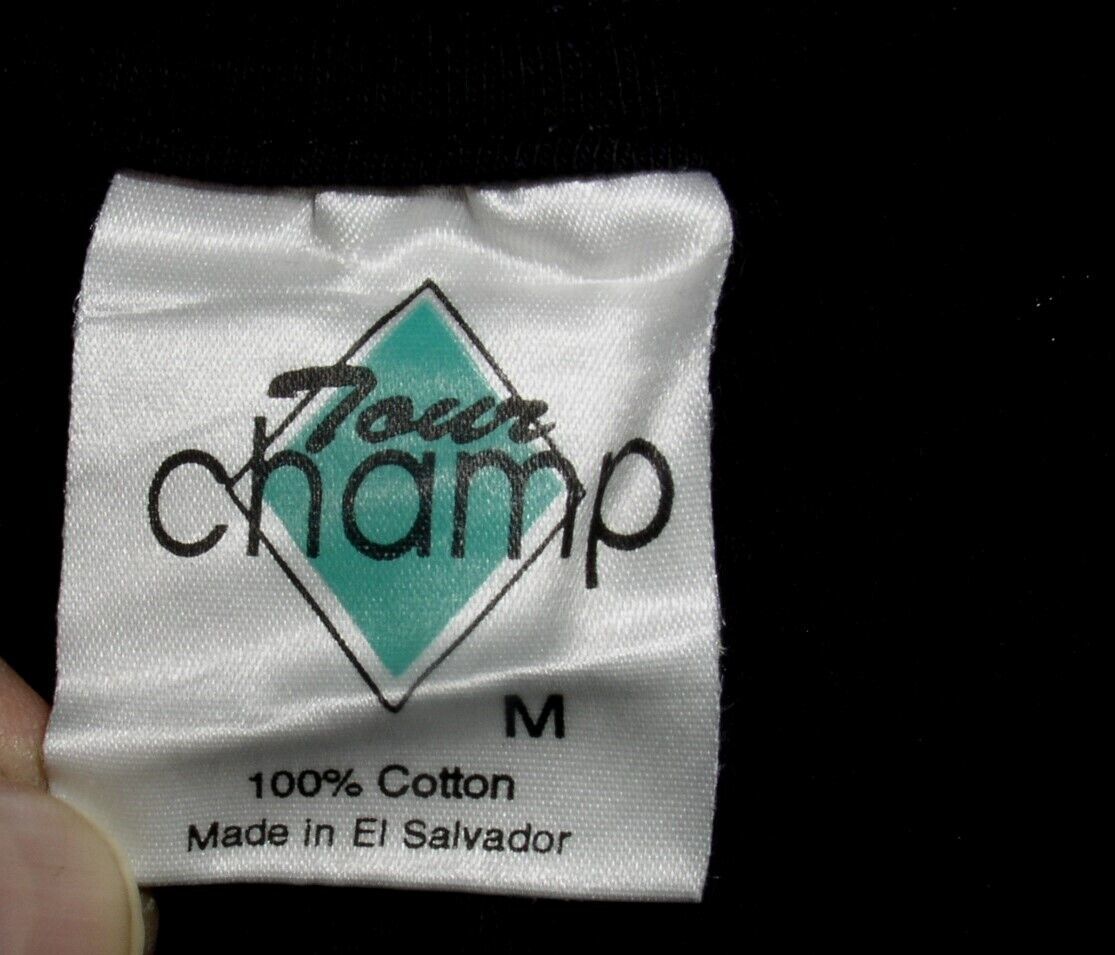 Tour
champ
M
100% Cotton
Made in El Salvador